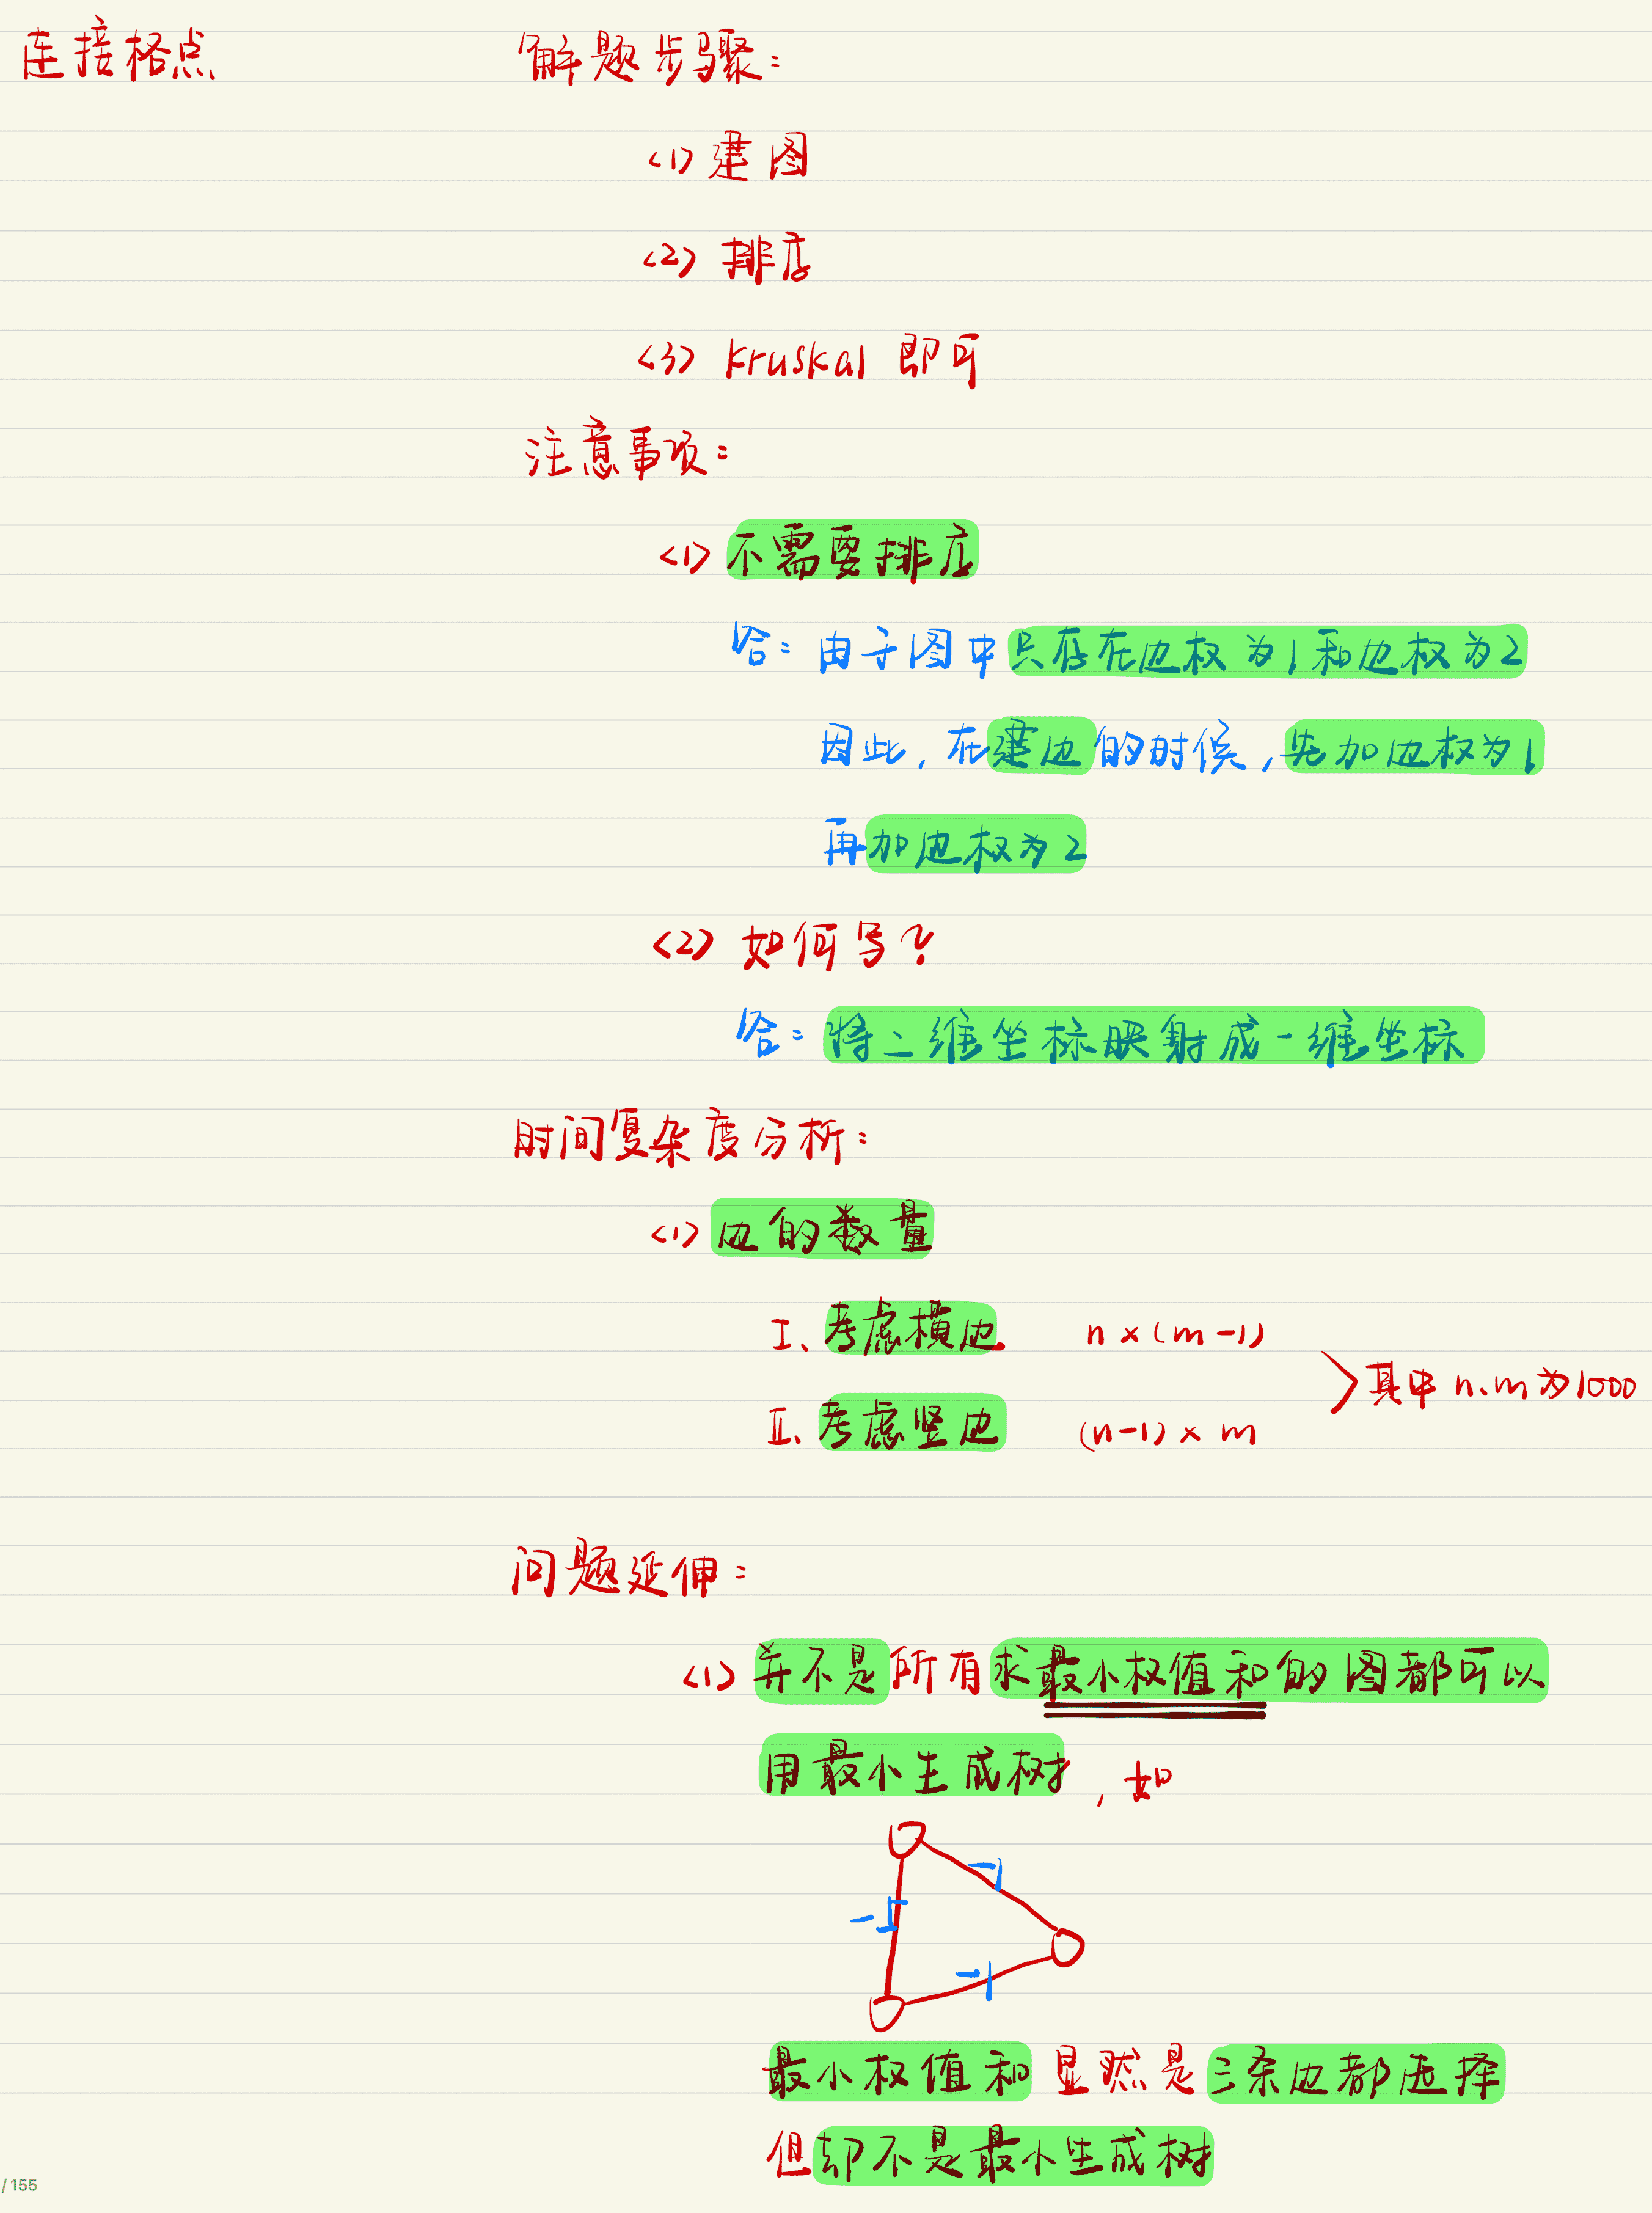 连接格点
解题步骤：
<1> 建图
<2> 排序
<3> kruskal 即可
注意事项：
<1> 不需要排序
答：由于图中只存在边权为1和边权为2
因此，在建边的时候，先加边权为1
再加边权为2
<2> 如何写？
答：将二维坐标映射成一维坐标
时间复杂度分析：
<1> 边的数量
I、考虑横边 n×(m-1)
II、考虑竖边 (n-1)×m
其中 n、m为1000
问题延伸：
<1> 并不是所有求最小权值和的图都可以
用最小生成树，如
-1
-1
-1
最小权值和显然是三条边都选择
但却不是最小生成树
/155